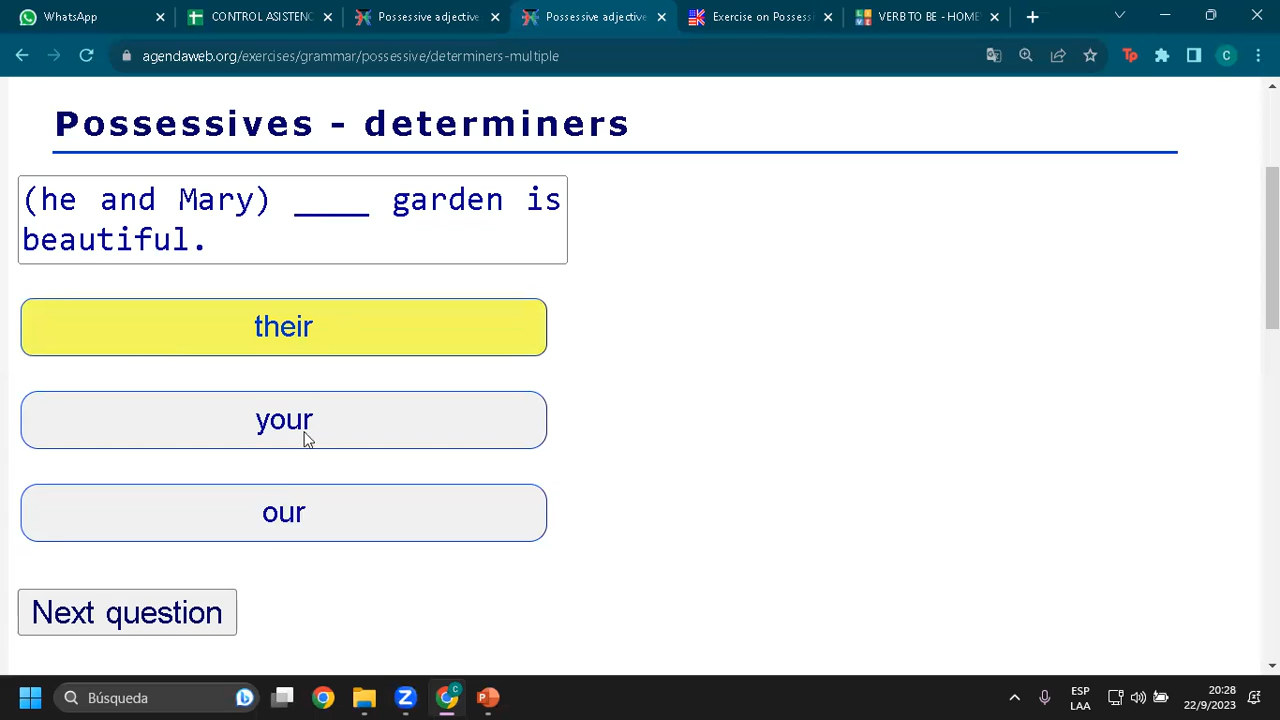 WhatsApp
CONTROL ASISTENC
Possessive adjective
Possessive adjective
Exercise on Possess
VERB TO BE - HOME
agendaweb.org/exercises/grammar/possessive/determiners-multiple
C
Possessives - determiners
(he and Mary) ____ garden is
beautiful.
their
your
our
Next question
Búsqueda
ESP
LAA
20:28
22/9/2023